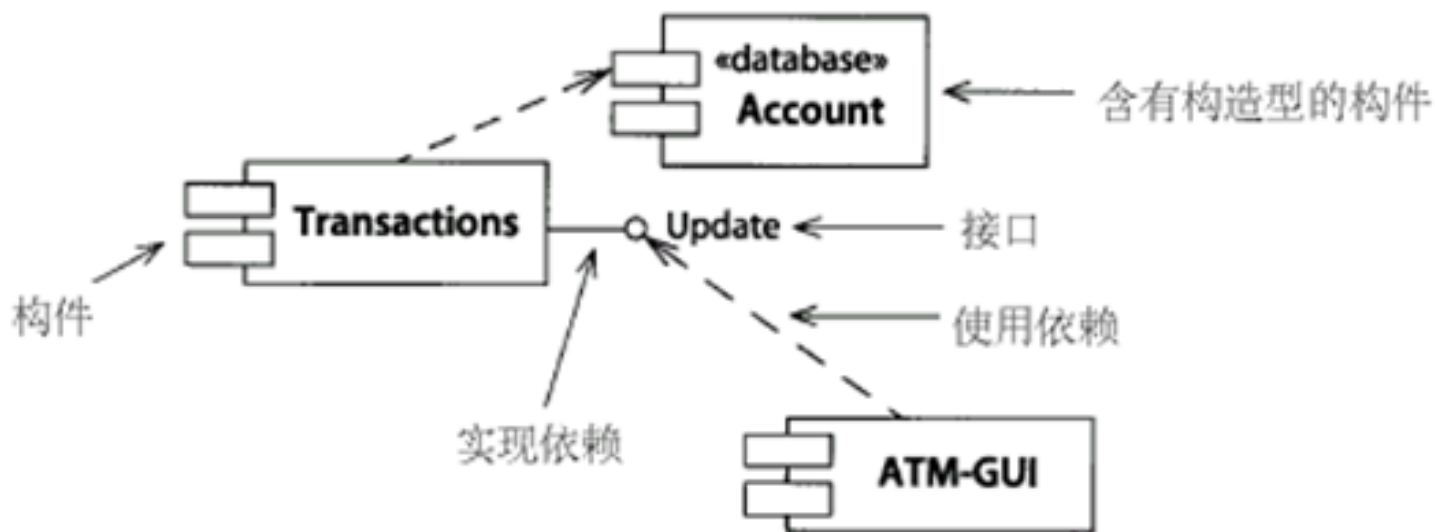 «database»
Account
含有构造型的构件
Transactions
Update
接口
构件
使用依赖
实现依赖
ATM-GUI